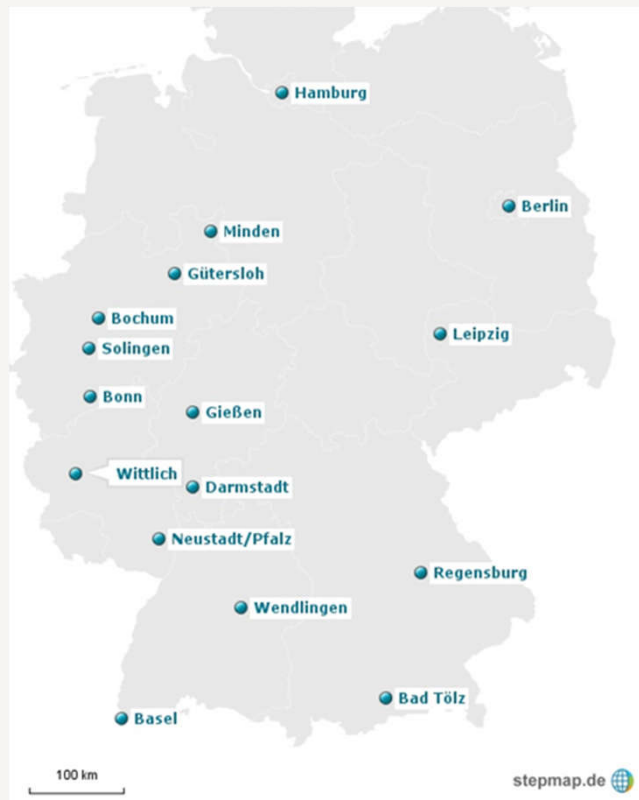 Hamburg
Berlin
Minden
Gütersloh
Bochum
Leipzig
Solingen
Bonn
Gießen
Wittlich
Darmstadt
Neustadt/Pfalz
Regensburg
Wendlingen
Bad Tölz
Basel
100 km
stepmap.de